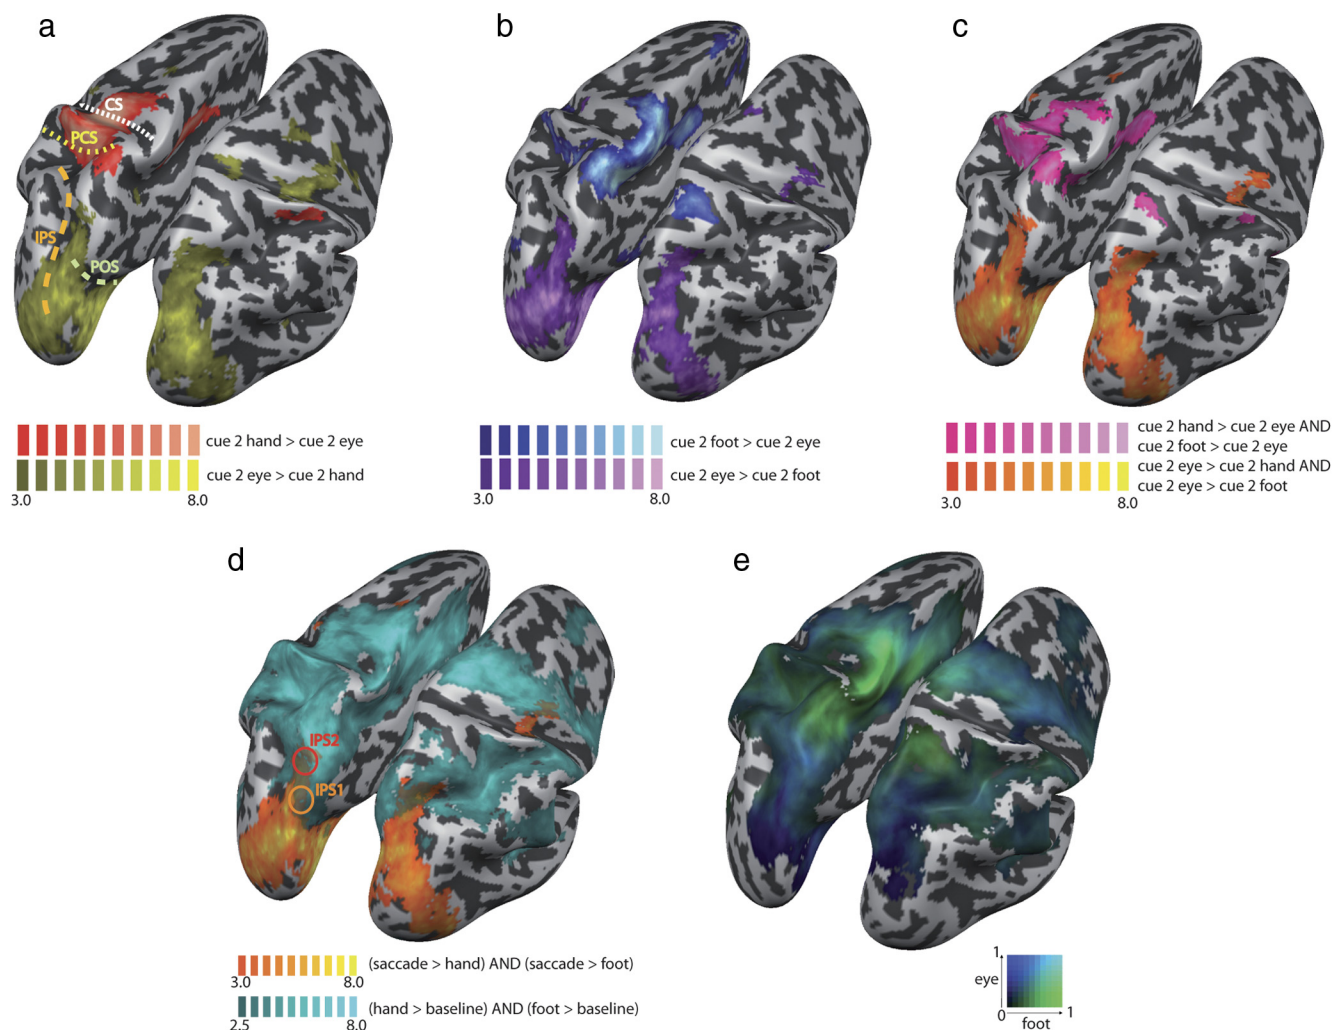 a
b
c
CS
PCS
IPS
POS
cue 2 hand > cue 2 eye
cue 2 eye > cue 2 hand
3.0 8.0
cue 2 foot > cue 2 eye
cue 2 eye > cue 2 foot
3.0 8.0
cue 2 hand > cue 2 eye AND
cue 2 foot > cue 2 eye
cue 2 eye > cue 2 hand AND
cue 2 eye > cue 2 foot
3.0 8.0
d
e
IPS2
IPS1
(saccade > hand) AND (saccade > foot)
3.0 8.0
(hand > baseline) AND (foot > baseline)
2.5 8.0
1
eye
0 1
foot